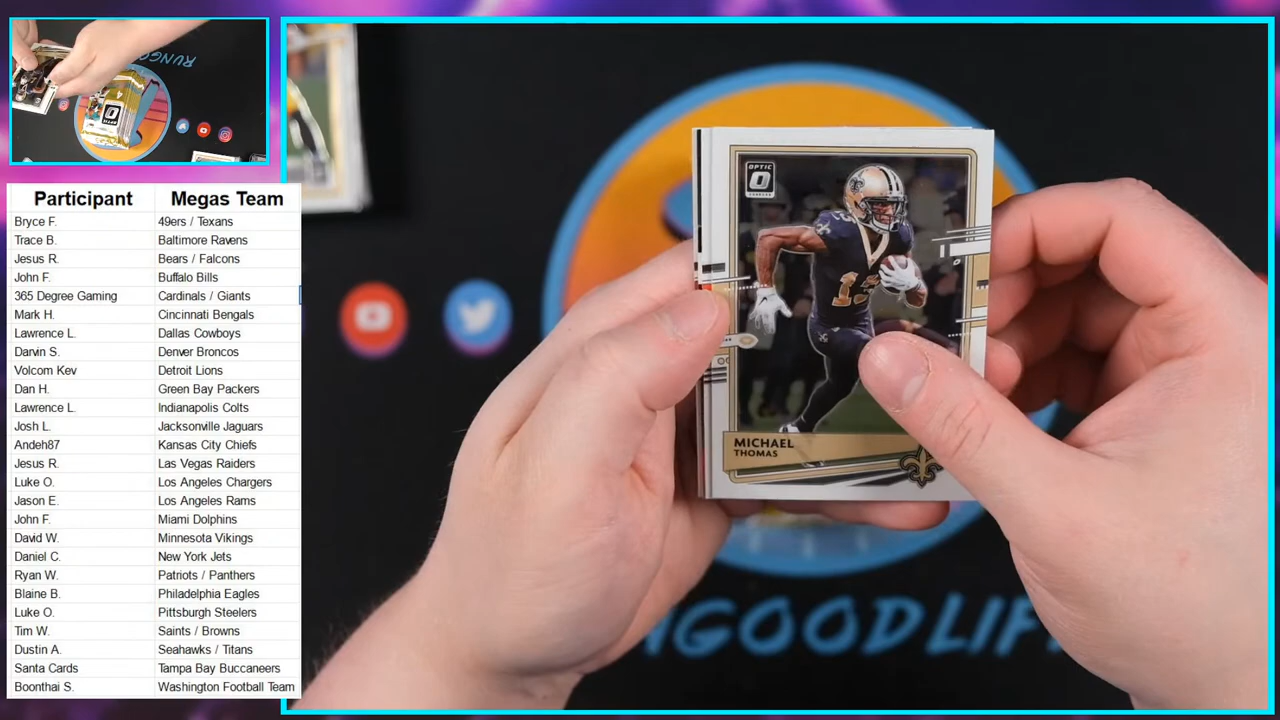 RUNGOOD
Participant Megas Team
Bryce F. 49ers / Texans
Trace B. Baltimore Ravens
Jesus R. Bears / Falcons
John F. Buffalo Bills
365 Degree Gaming Cardinals / Giants
Mark H. Cincinnati Bengals
Lawrence L. Dallas Cowboys
Darvin S. Denver Broncos
Volcom Kev Detroit Lions
Dan H. Green Bay Packers
Lawrence L. Indianapolis Colts
Josh L. Jacksonville Jaguars
Andeh87 Kansas City Chiefs
Jesus R. Las Vegas Raiders
Luke O. Los Angeles Chargers
Jason E. Los Angeles Rams
John F. Miami Dolphins
David W. Minnesota Vikings
Daniel C. New York Jets
Ryan W. Patriots / Panthers
Blaine B. Philadelphia Eagles
Luke O. Pittsburgh Steelers
Tim W. Saints / Browns
Dustin A. Seahawks / Titans
Santa Cards Tampa Bay Buccaneers
Boonthai S. Washington Football Team
OPTIC
13
MICHAEL
THOMAS
NGOODLIF